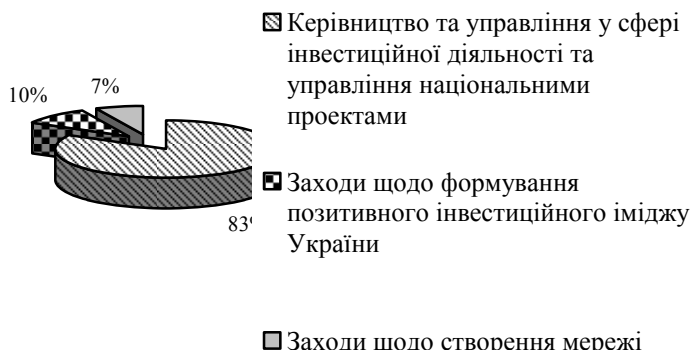 10%
7%
83%
Керівництво та управління у сфері
інвестиційної діяльності та
управління національними
проектами
Заходи щодо формування
позитивного інвестиційного іміджу
України
Заходи щодо створення мережі